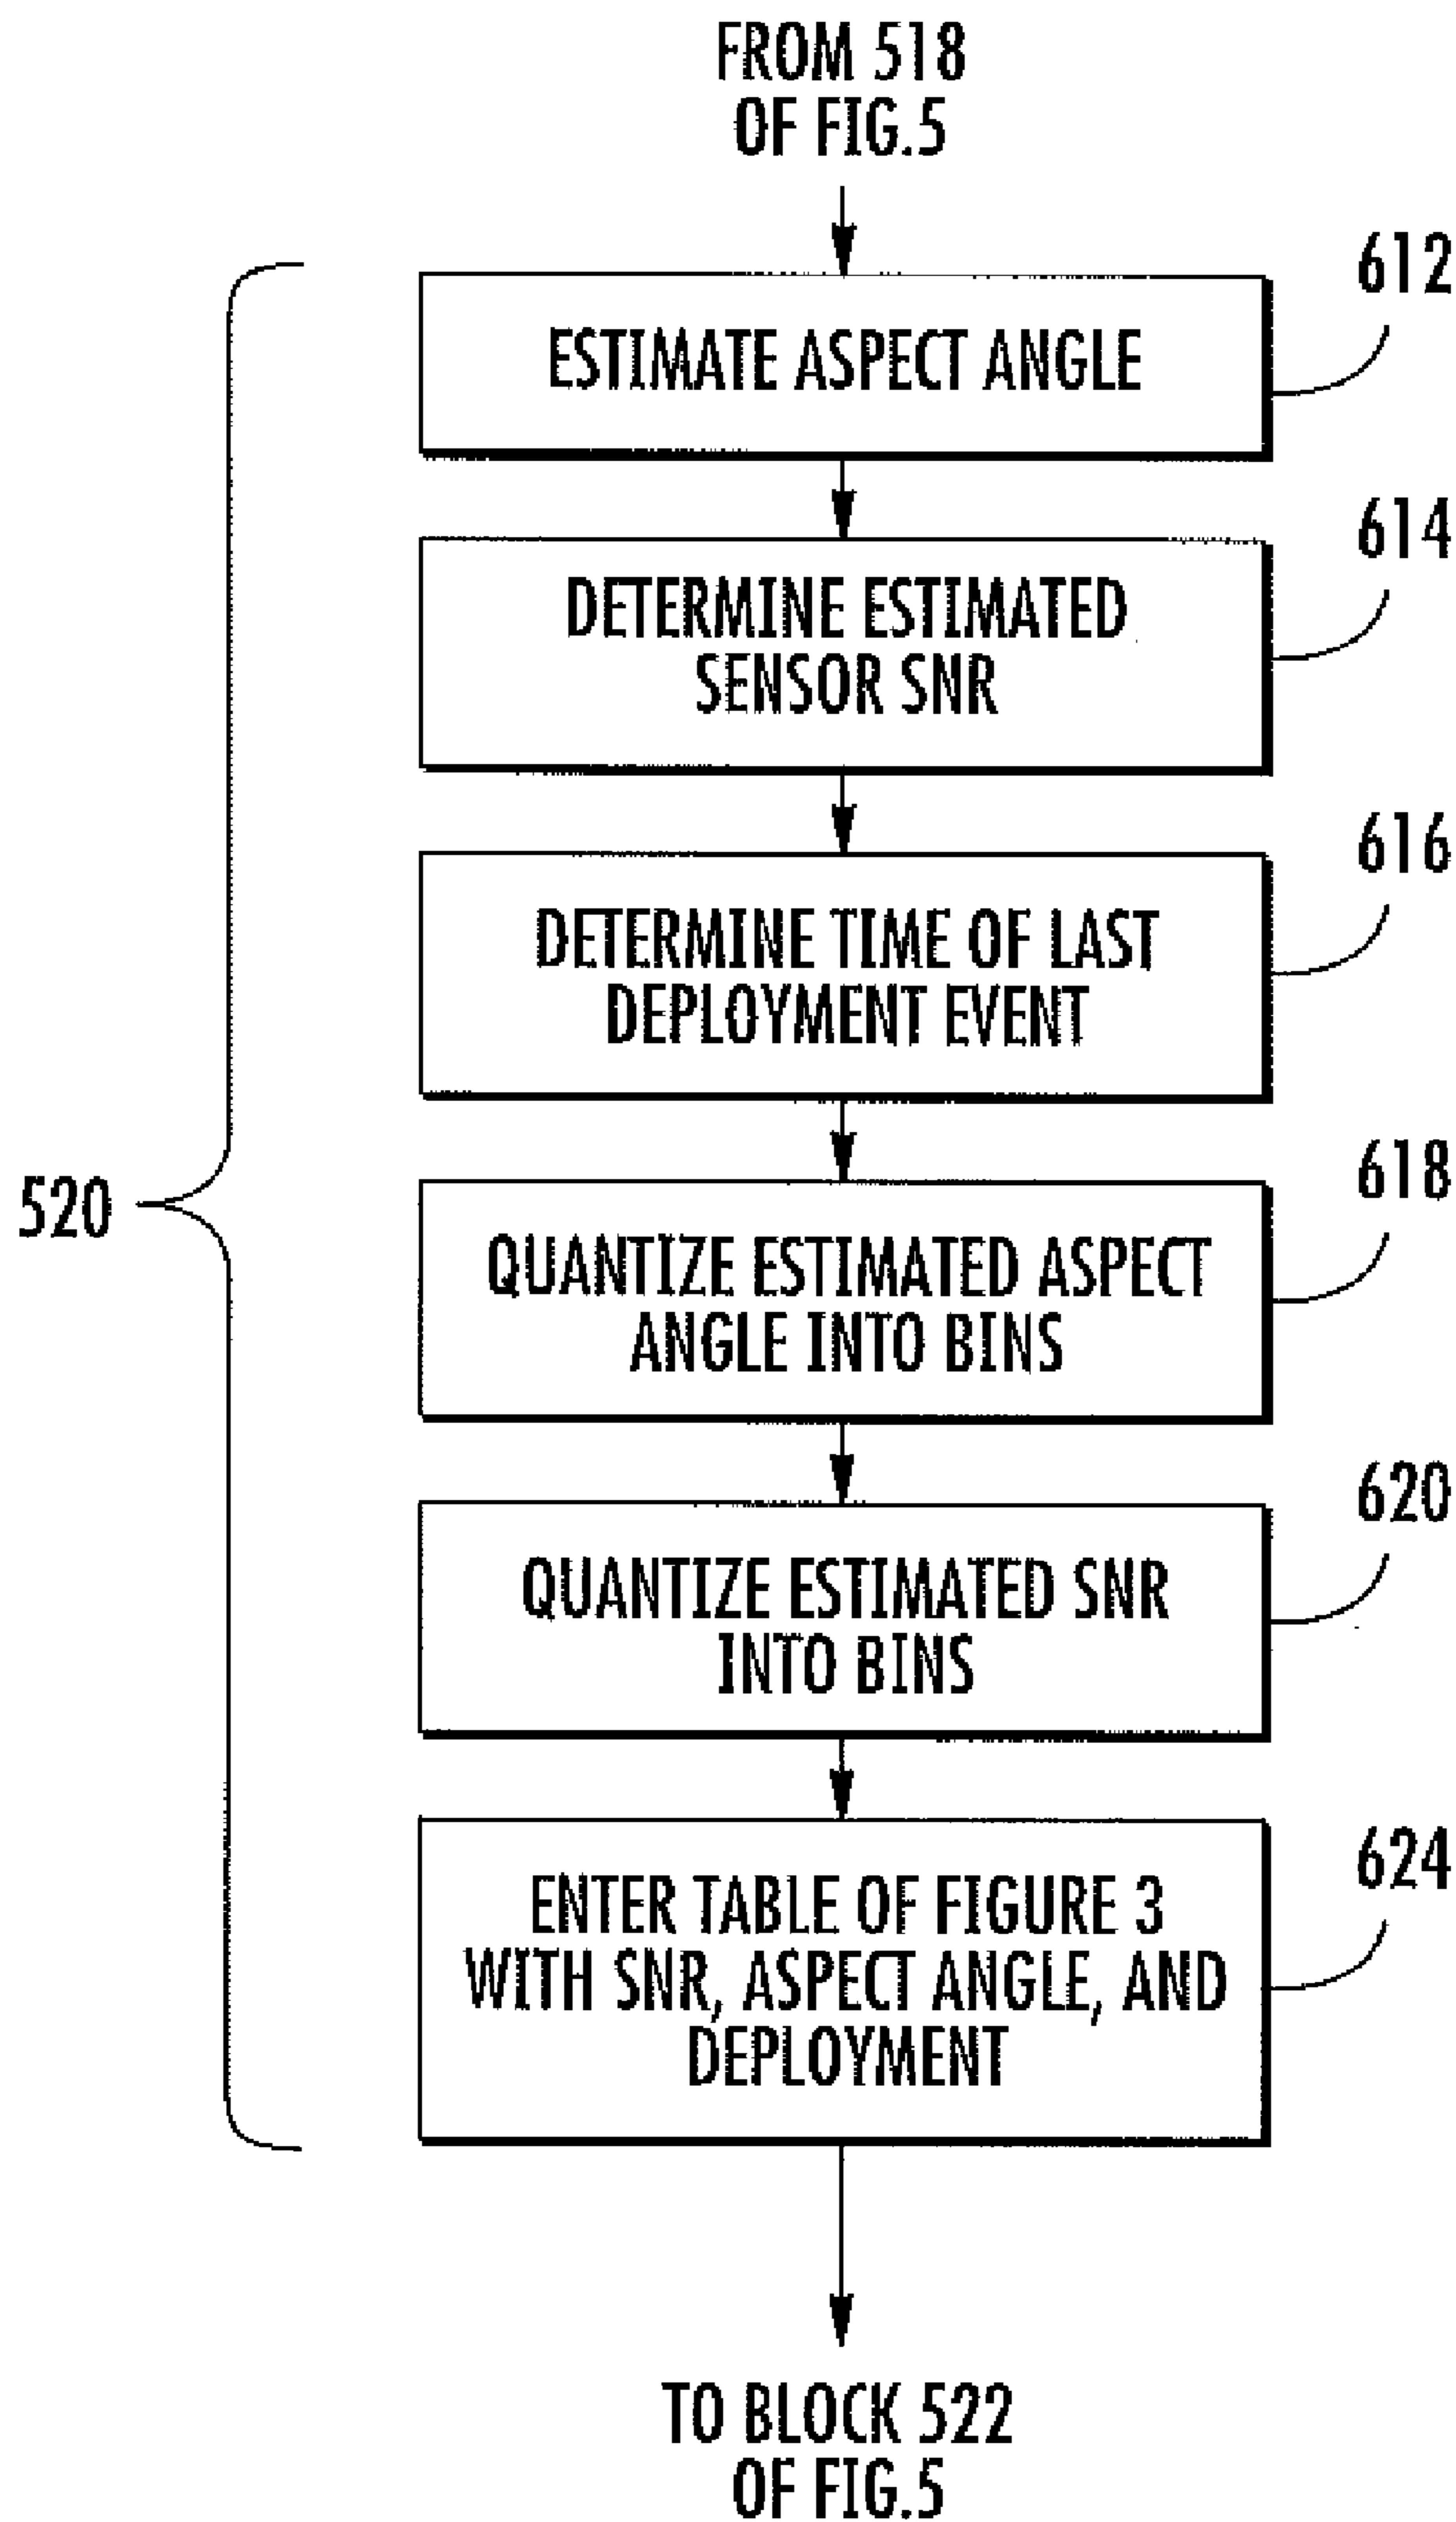 FROM 518
OF FIG.5
612
ESTIMATE ASPECT ANGLE
614
DETERMINE ESTIMATED
SENSOR SNR
616
DETERMINE TIME OF LAST
DEPLOYMENT EVENT
618
520
QUANTIZE ESTIMATED ASPECT
ANGLE INTO BINS
620
QUANTIZE ESTIMATED SNR
INTO BINS
624
ENTER TABLE OF FIGURE 3
WITH SNR, ASPECT ANGLE, AND
DEPLOYMENT
TO BLOCK 522
OF FIG.5